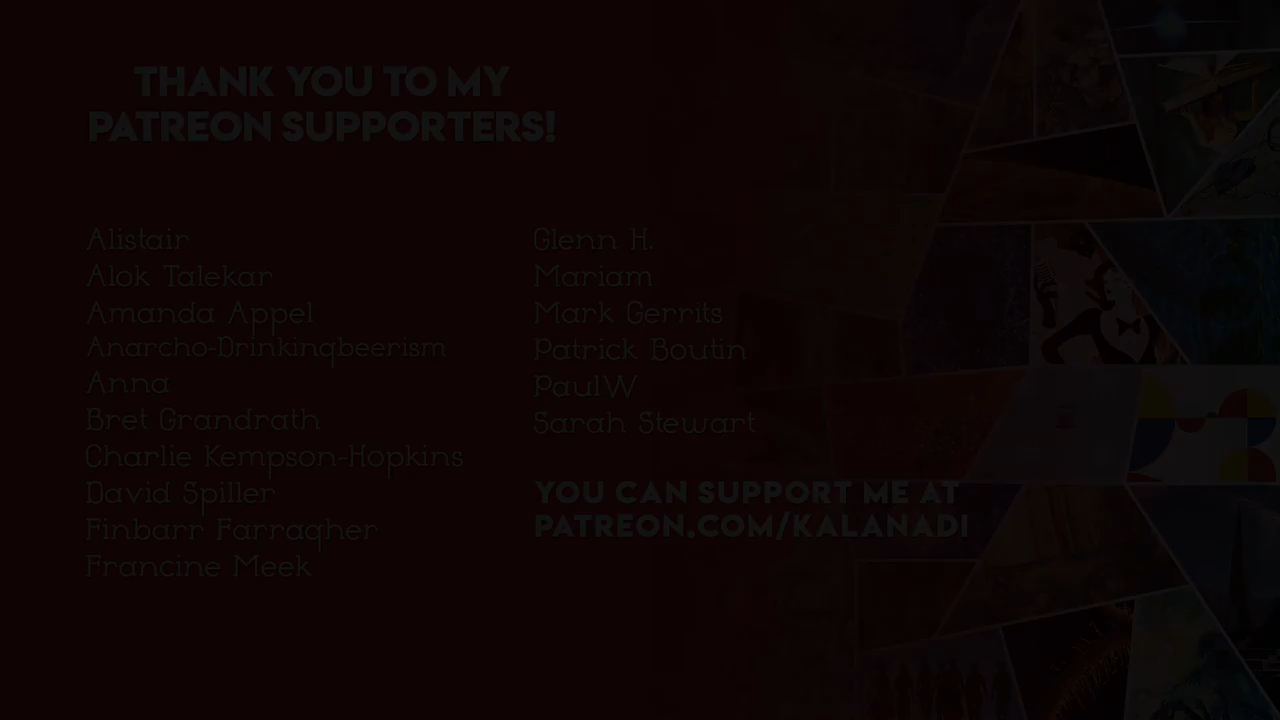 THANK YOU TO MY
PATREON SUPPORTERS!
Alistair
Alok Talekar
Amanda Appel
Anarcho-Drinkingbeerism
Anna
Bret Grandrath
Charlie Kempson-Hopkins
David Spiller
Finbarr Farragher
Francine Meek
Glenn H.
Mariam
Mark Gerrits
Patrick Boutin
PaulW
Sarah Stewart
YOU CAN SUPPORT ME AT
PATREON.COM/KALANADI